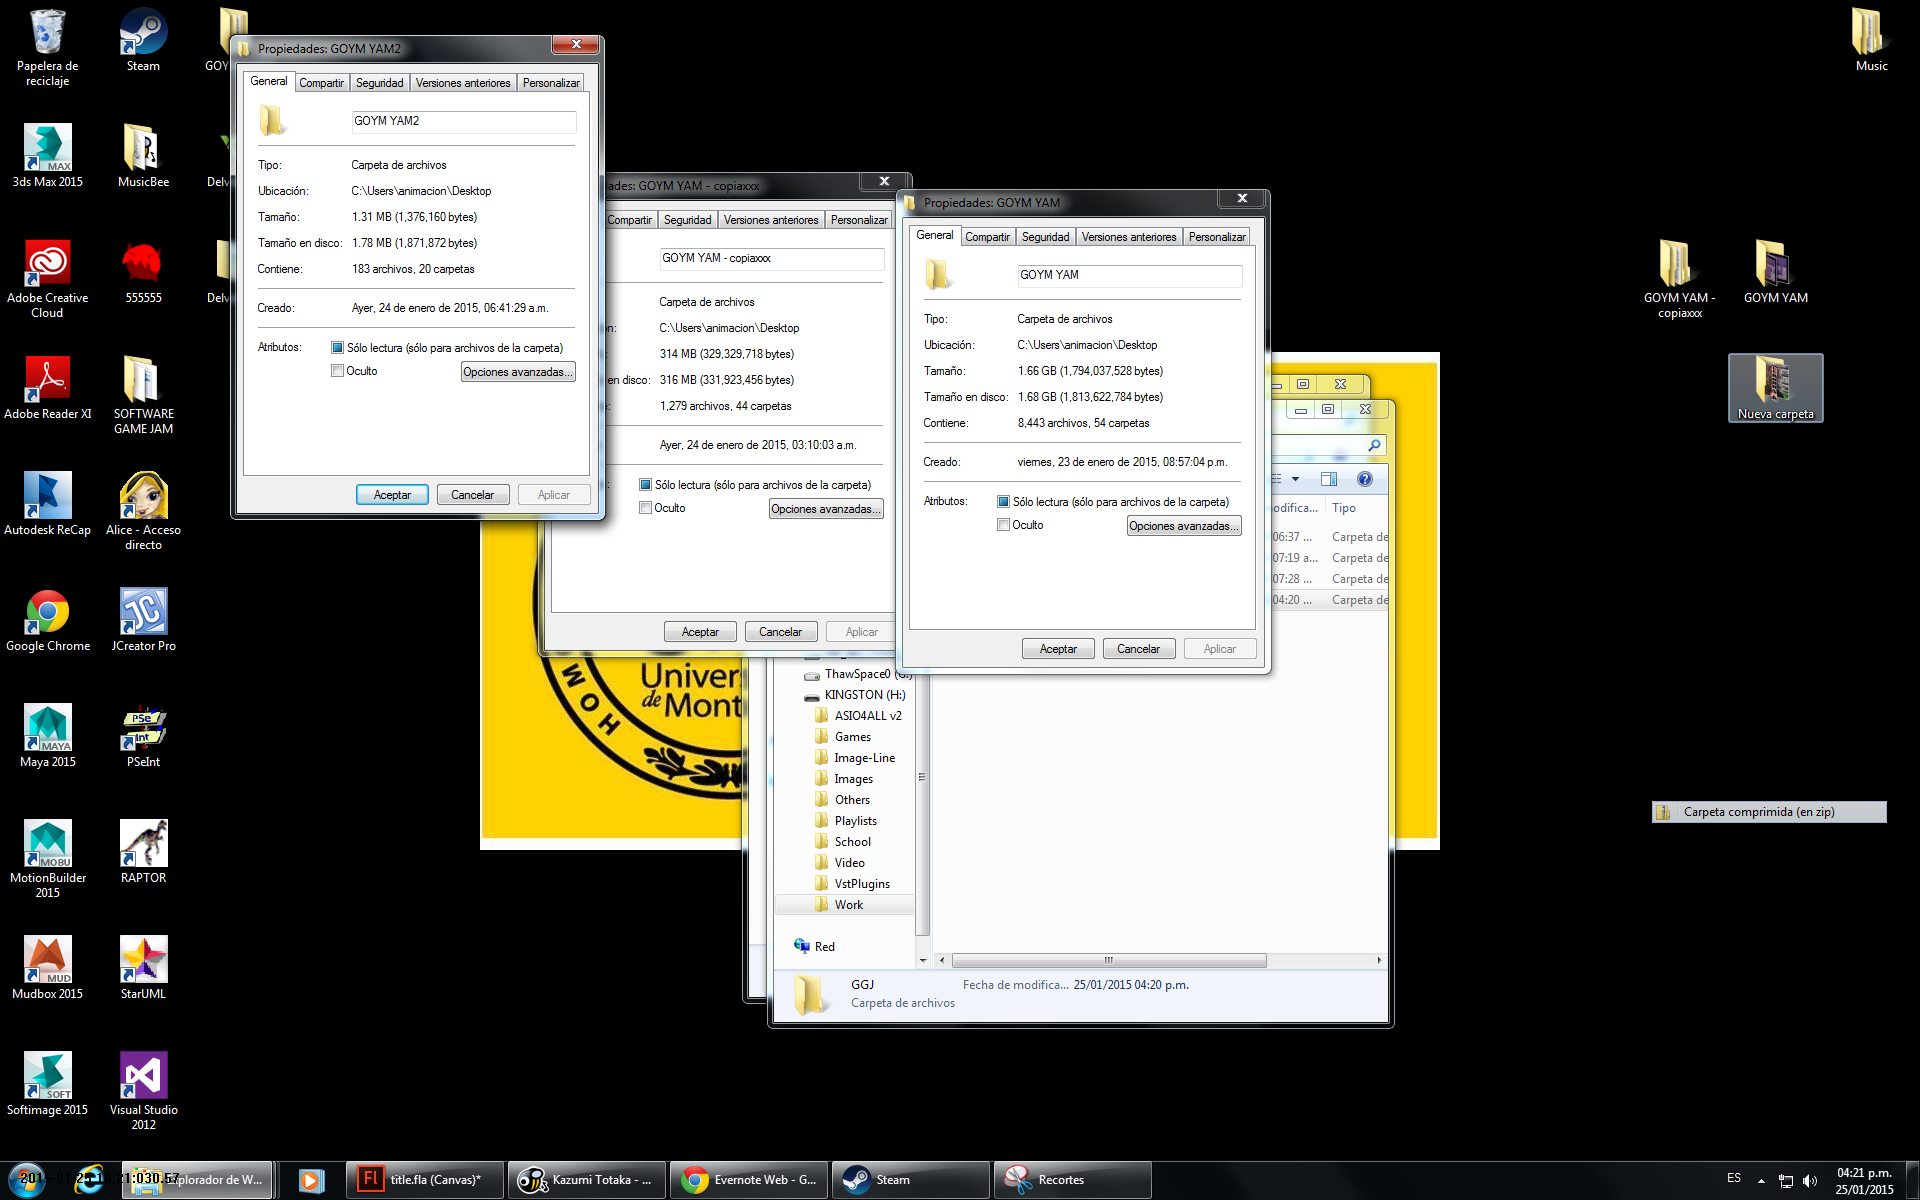 Papelera de
reciclaje
Steam
GOY
3ds Max 2015
MusicBee
Delv
Adobe Creative
Cloud
555555
Delv
Adobe Reader XI
SOFTWARE
GAME JAM
Autodesk ReCap
Alice - Acceso
directo
Google Chrome
JCreator Pro
Maya 2015
PSeInt
MotionBuilder
2015
RAPTOR
Mudbox 2015
StarUML
Softimage 2015
Visual Studio
2012
MAX
MAYA
MOBU
MUD
SOFT
JC
PSe
Int
Propiedades: GOYM YAM2
General
Compartir
Seguridad
Versiones anteriores
Personalizar
GOYM YAM2
Tipo: Carpeta de archivos
Ubicación: C:\Users\animacion\Desktop
Tamaño: 1.31 MB (1,376,160 bytes)
Tamaño en disco: 1.78 MB (1,871,872 bytes)
Contiene: 183 archivos, 20 carpetas
Creado: Ayer, 24 de enero de 2015, 06:41:29 a.m.
Atributos: Sólo lectura (sólo para archivos de la carpeta)
Oculto
Opciones avanzadas...
Aceptar
Cancelar
Aplicar
ades: GOYM YAM - copiaxxx
Compartir
Seguridad
Versiones anteriores
Personalizar
GOYM YAM - copiaxxx
Carpeta de archivos
n: C:\Users\animacion\Desktop
314 MB (329,329,718 bytes)
en disco: 316 MB (331,923,456 bytes)
1,279 archivos, 44 carpetas
Ayer, 24 de enero de 2015, 03:10:03 a.m.
Sólo lectura (sólo para archivos de la carpeta)
Oculto
Opciones avanzadas...
Aceptar
Cancelar
Aplicar
Propiedades: GOYM YAM
General
Compartir
Seguridad
Versiones anteriores
Personalizar
GOYM YAM
Tipo: Carpeta de archivos
Ubicación: C:\Users\animacion\Desktop
Tamaño: 1.66 GB (1,794,037,528 bytes)
Tamaño en disco: 1.68 GB (1,813,622,784 bytes)
Contiene: 8,443 archivos, 54 carpetas
Creado: viernes, 23 de enero de 2015, 08:57:04 p.m.
Atributos: Sólo lectura (sólo para archivos de la carpeta)
Oculto
Opciones avanzadas...
Aceptar
Cancelar
Aplicar
odifica... Tipo
06:37 ... Carpeta de
07:19 a... Carpeta de
07:28 ... Carpeta de
04:20 ... Carpeta de
Univer
de Mont
HOM
ThawSpace0 (G:)
KINGSTON (H:)
ASIO4ALL v2
Games
Image-Line
Images
Others
Playlists
School
Video
VstPlugins
Work
Red
GGJ Fecha de modifica... 25/01/2015 04:20 p.m.
Carpeta de archivos
Music
GOYM YAM -
copiaxxx
GOYM YAM
Nueva carpeta
Carpeta comprimida (en zip)
Explorador de W...
title.fla (Canvas)*
Kazumi Totaka - ...
Evernote Web - G...
Steam
Recortes
ES
04:21 p.m.
25/01/2015